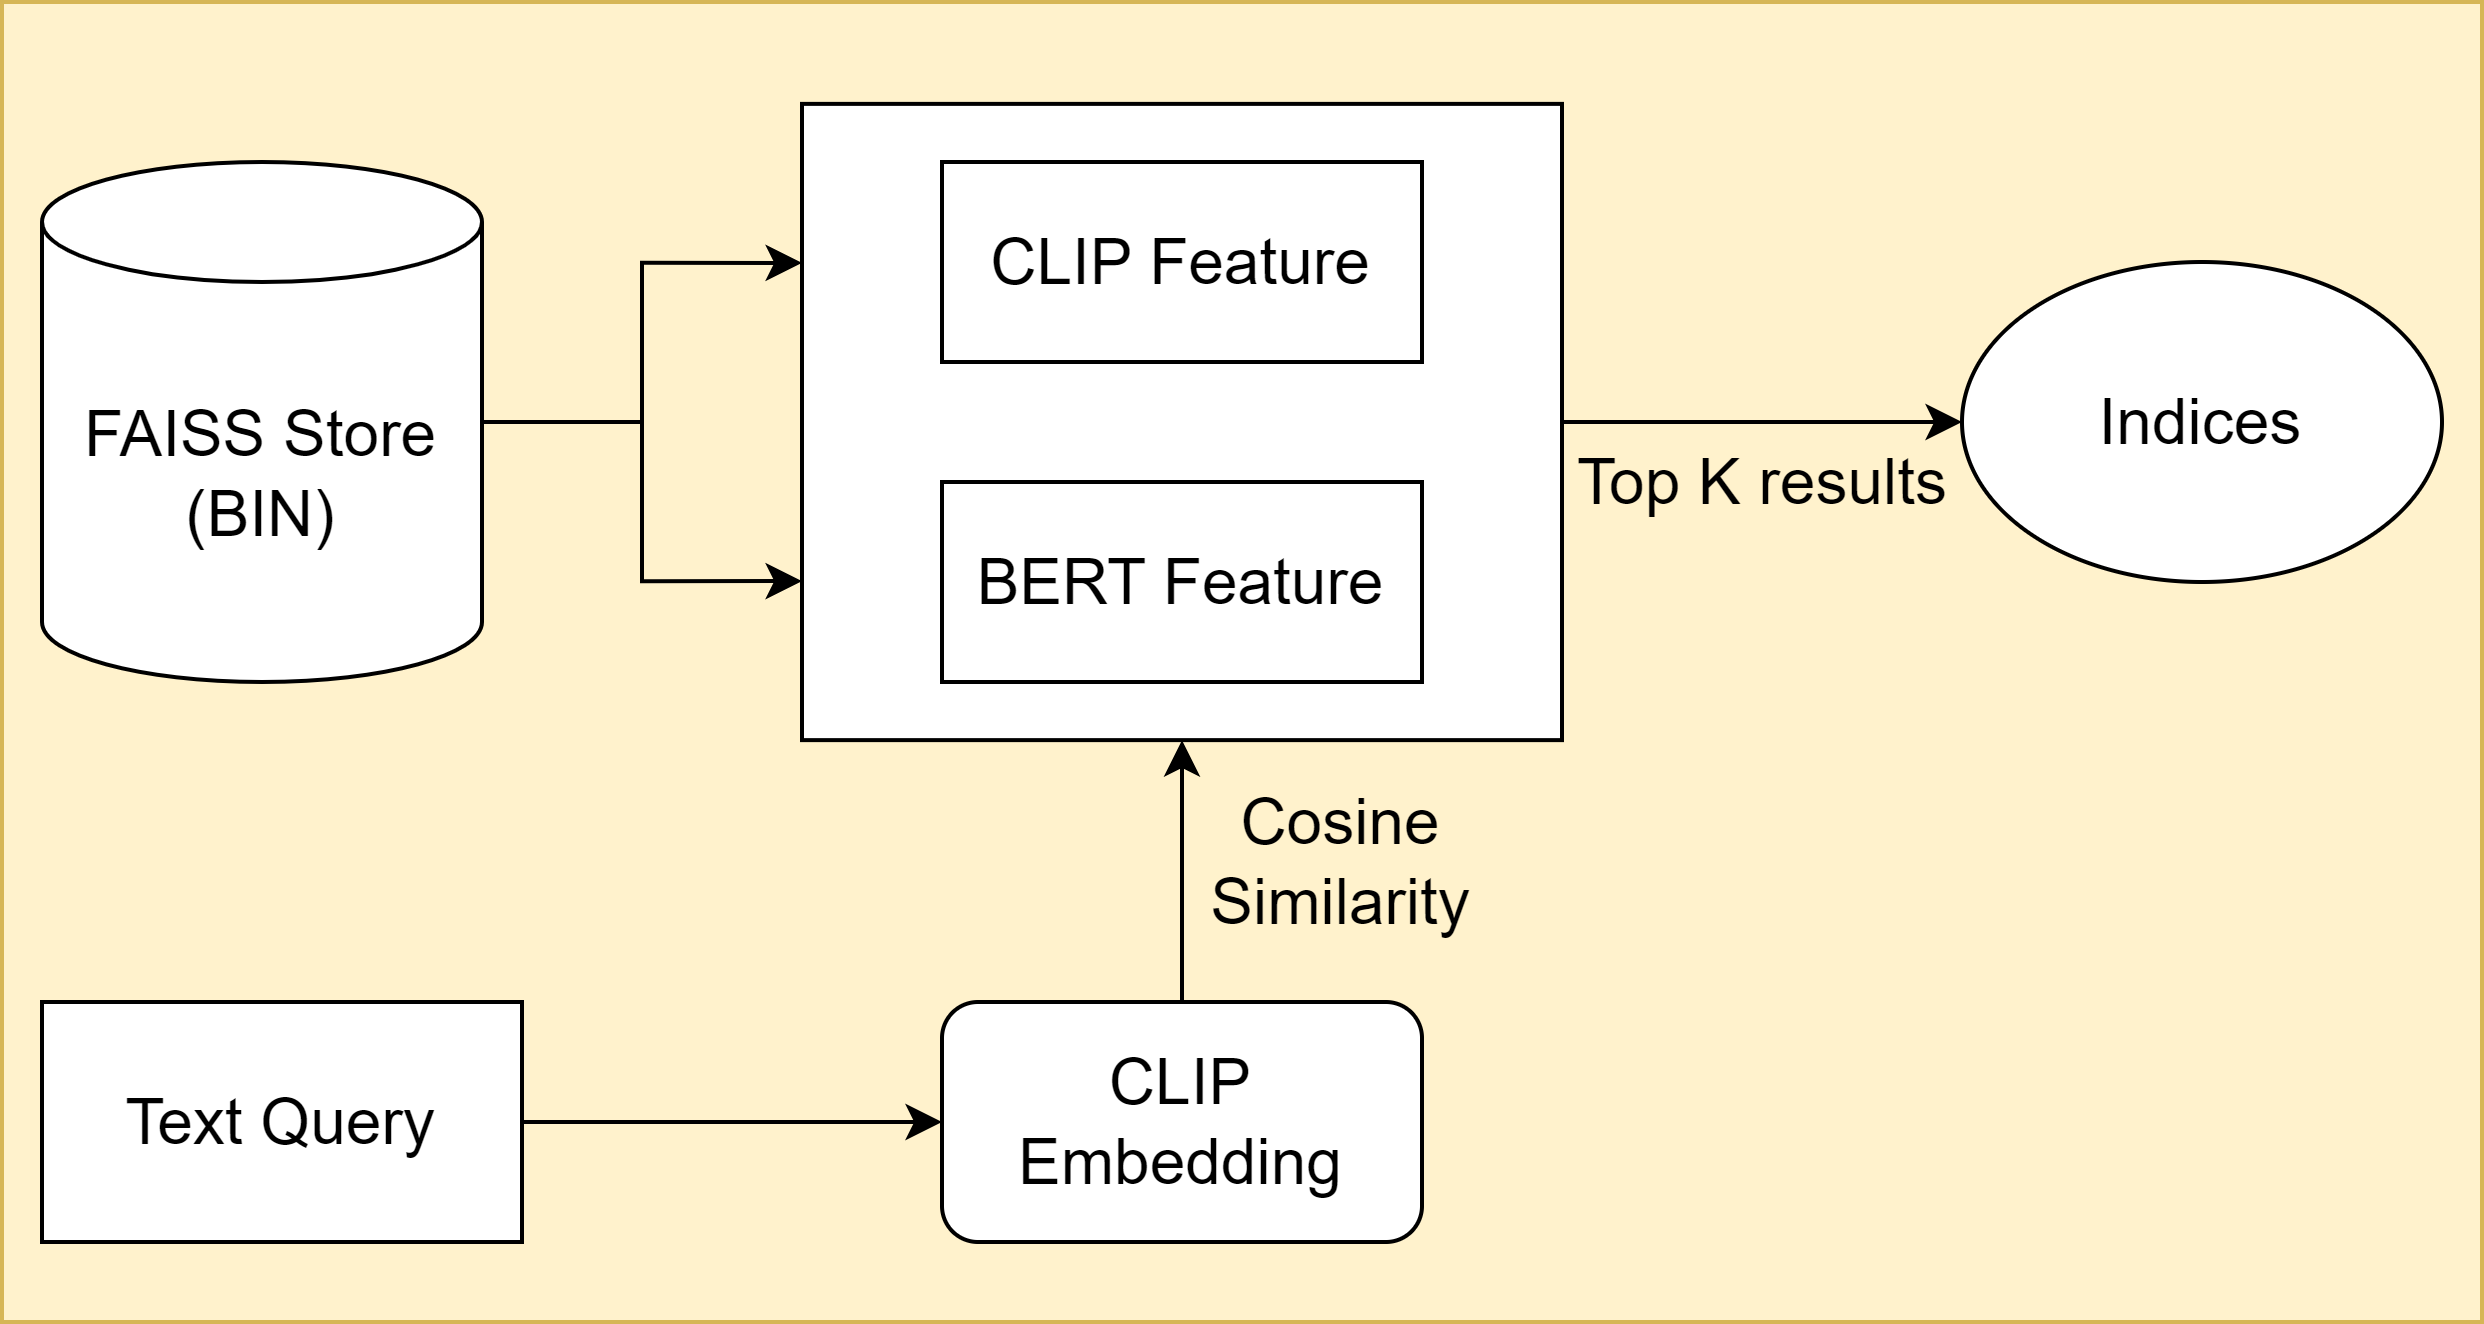 FAISS Store
(BIN)
CLIP Feature
BERT Feature
Top K results
Indices
Cosine
Similarity
Text Query
CLIP
Embedding